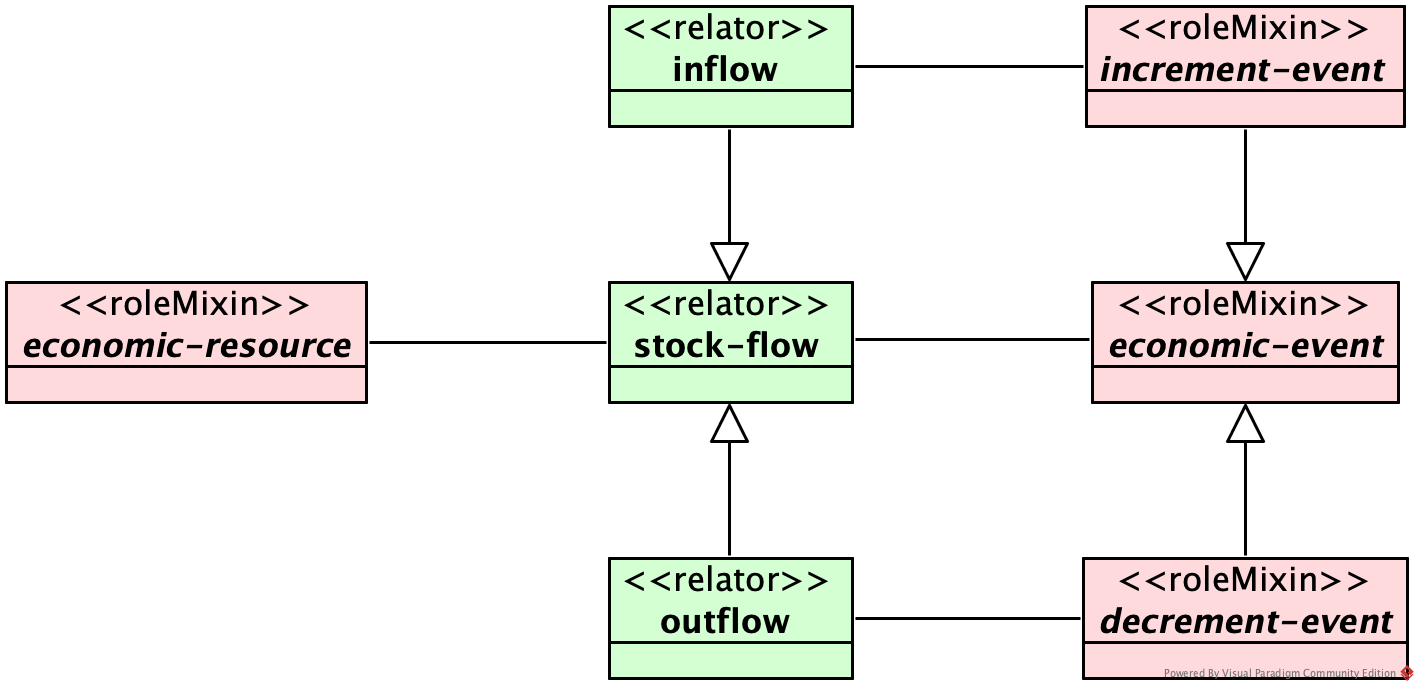 <<relator>>
inflow
<<roleMixin>>
increment-event
<<roleMixin>>
economic-resource
<<relator>>
stock-flow
<<roleMixin>>
economic-event
<<relator>>
outflow
<<roleMixin>>
decrement-event
Powered By Visual Paradigm Community Edition